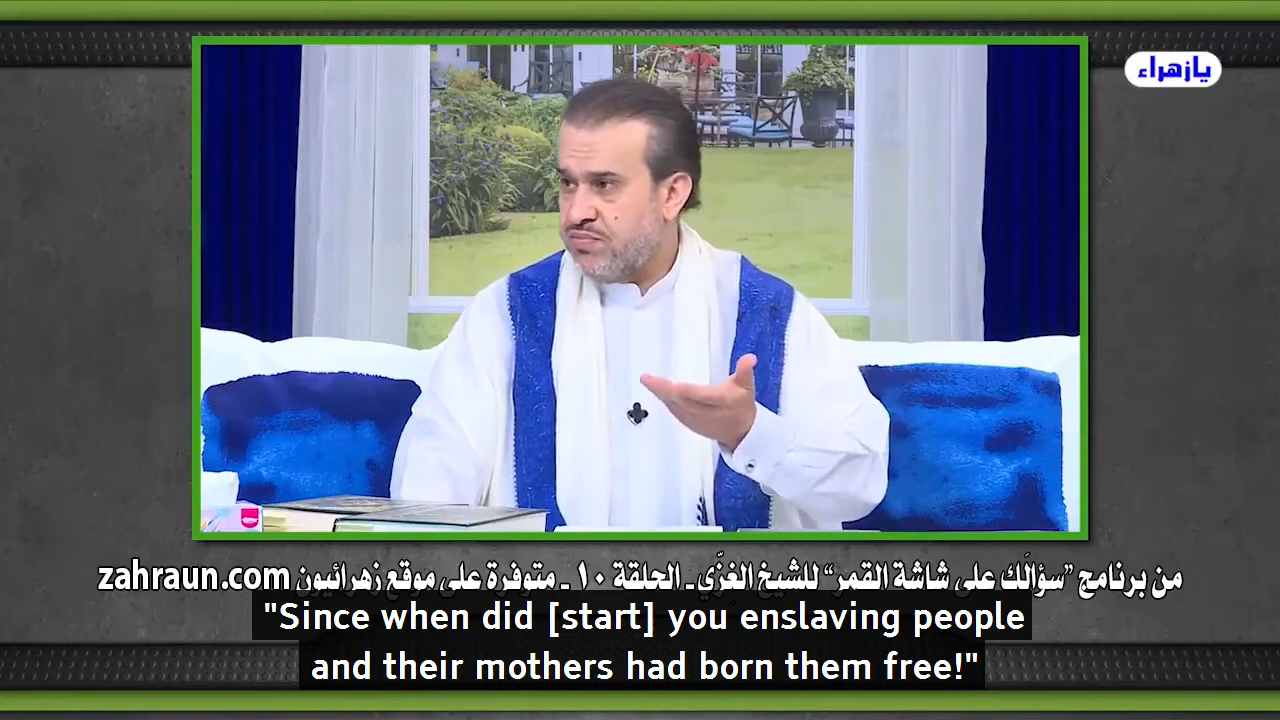 يازهراء
من برنامج "سؤالك على شاشة القمر" للشيخ الغِزّي ـ الحلقة ١٠ ـ متوفرة على موقع زهرائيون zahraun.com
"Since when did [start] you enslaving people
and their mothers had born them free!"